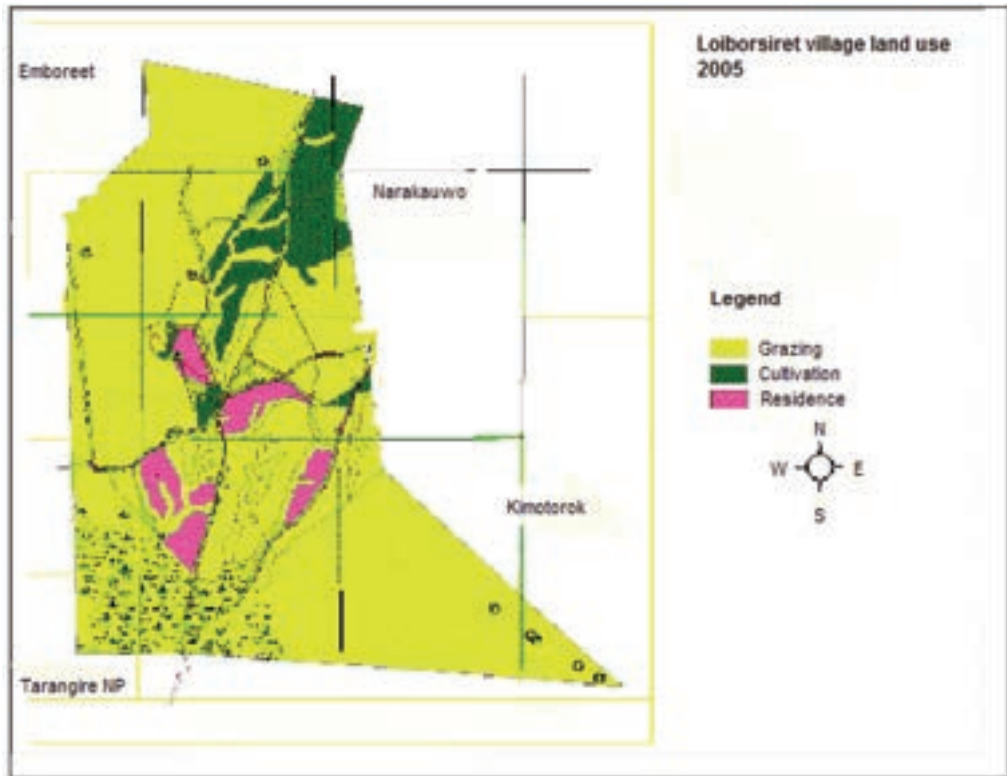 Loiborsiret village land use
2005
Emboreet
Narakauwo
Legend
Grazing
Cultivation
Residence
N
W E
S
Kimotorok
Tarangire NP